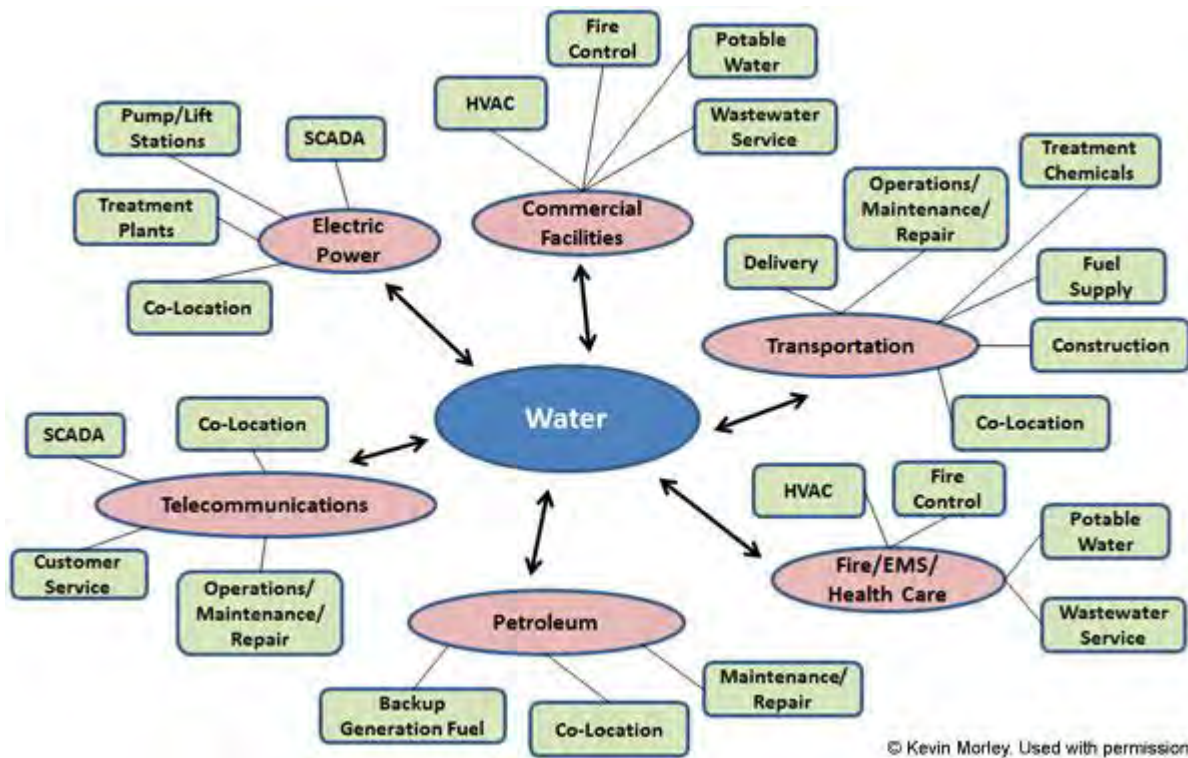 Fire
Control
Potable
Water
HVAC
Wastewater
Service
Commercial
Facilities
Pump/Lift
Stations
SCADA
Treatment
Plants
Electric
Power
Co-Location
Treatment
Chemicals
Operations/
Maintenance/
Repair
Delivery
Fuel
Supply
Transportation
Construction
Co-Location
Water
Co-Location
SCADA
Telecommunications
Customer
Service
Operations/
Maintenance/
Repair
HVAC
Fire
Control
Potable
Water
Fire/EMS/
Health Care
Wastewater
Service
Petroleum
Backup
Generation Fuel
Co-Location
Maintenance/
Repair
© Kevin Morley. Used with permission